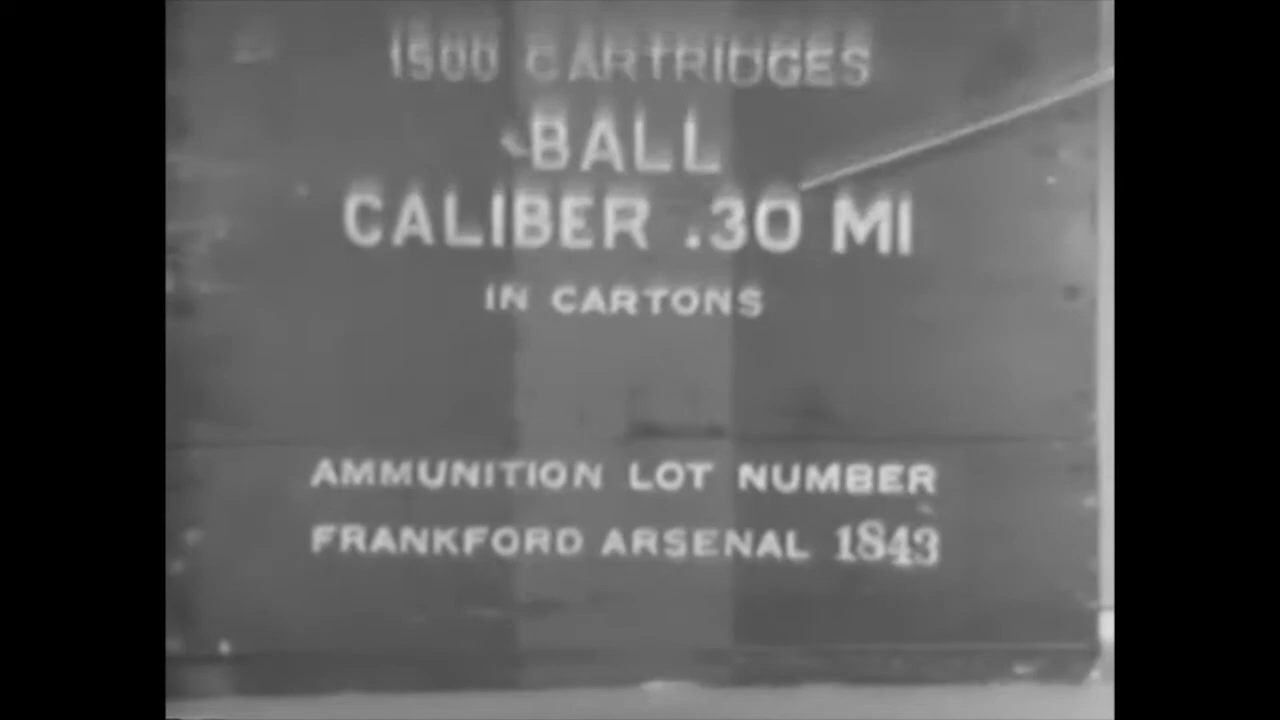 1500 CARTRIDGES
BALL
CALIBER .30 MI
IN CARTONS
AMMUNITION LOT NUMBER
FRANKFORD ARSENAL 1843